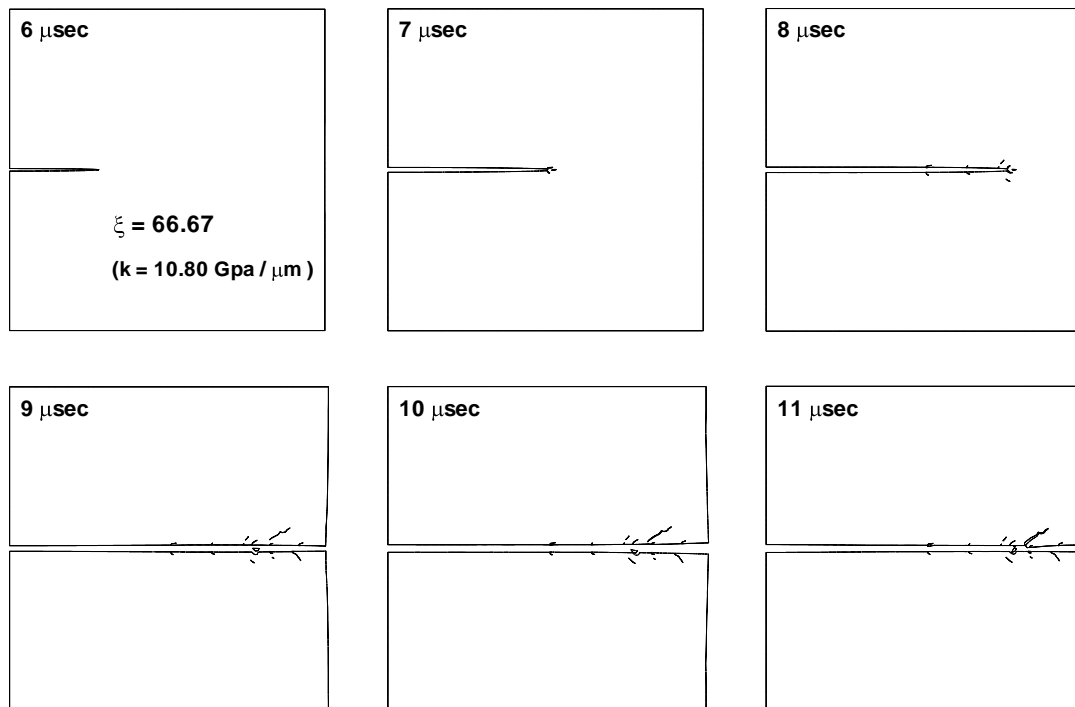 6 μsec
7 μsec
8 μsec
ξ = 66.67
(k = 10.80 Gpa / μm )
9 μsec
10 μsec
11 μsec